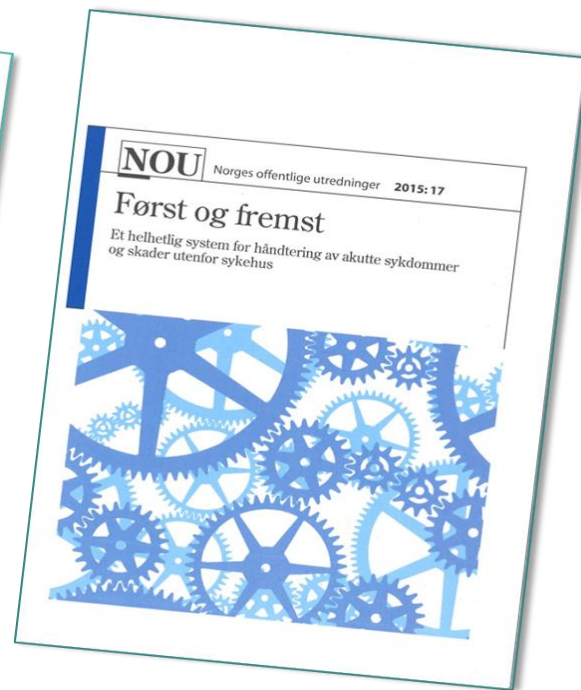 NOU Norges offentlige utredninger 2015: 17
Først og fremst
Et helhetlig system for håndtering av akutte sykdommer
og skader utenfor sykehus